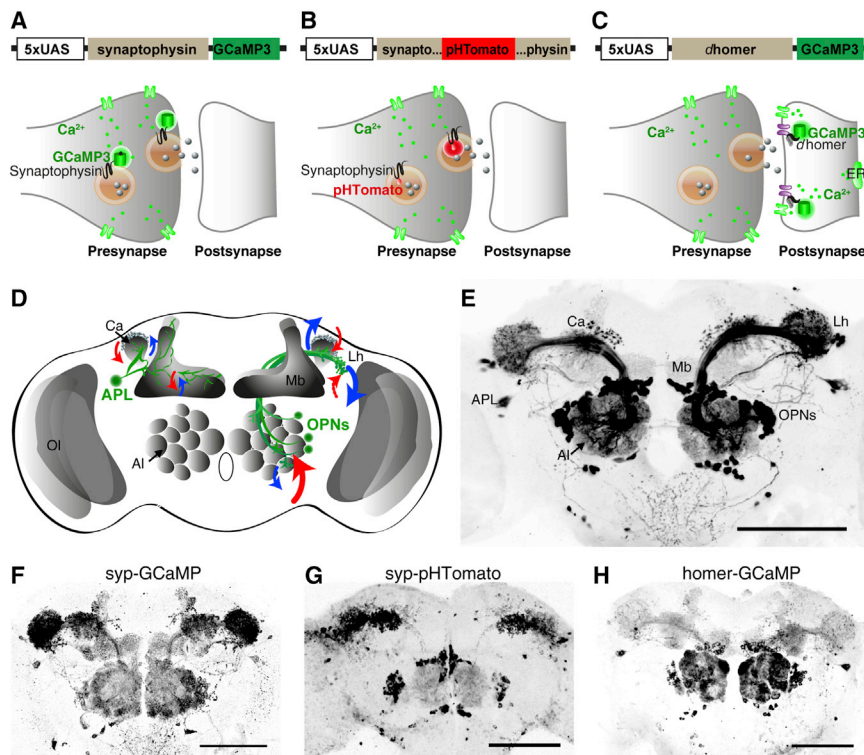 A
5xUAS synaptophysin GCaMP3
Ca²⁺
GCaMP3
Synaptophysin
Presynapse Postsynapse
B
5xUAS synapto... pHTomato ...physin
Ca²⁺
Synaptophysin
pHTomato
Presynapse Postsynapse
C
5xUAS dhomer GCaMP3
Ca²⁺
GCaMP3
dhomer
ER
Ca²⁺
Presynapse Postsynapse
D
Ca
Lh
Mb
APL
OPNs
Ol
Al
E
Ca
Lh
Mb
APL
OPNs
Al
F syp-GCaMP
G syp-pHTomato
H homer-GCaMP